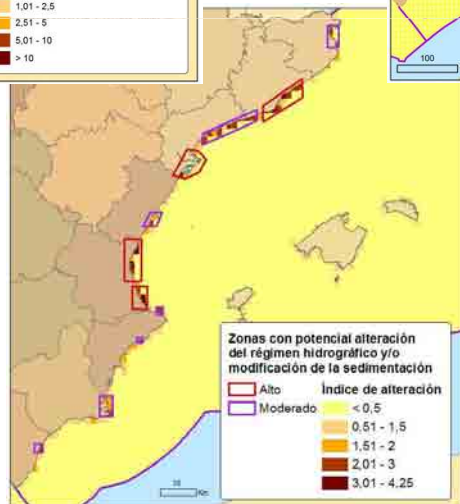 1,01 - 2,5
2,51 - 5
5,01 - 10
> 10
100
Zonas con potencial alteración
del régimen hidrográfico y/o
modificación de la sedimentación
Alto
Moderado
Índice de alteración
< 0,5
0,51 - 1,5
1,51 - 2
2,01 - 3
3,01 - 4,25
Km